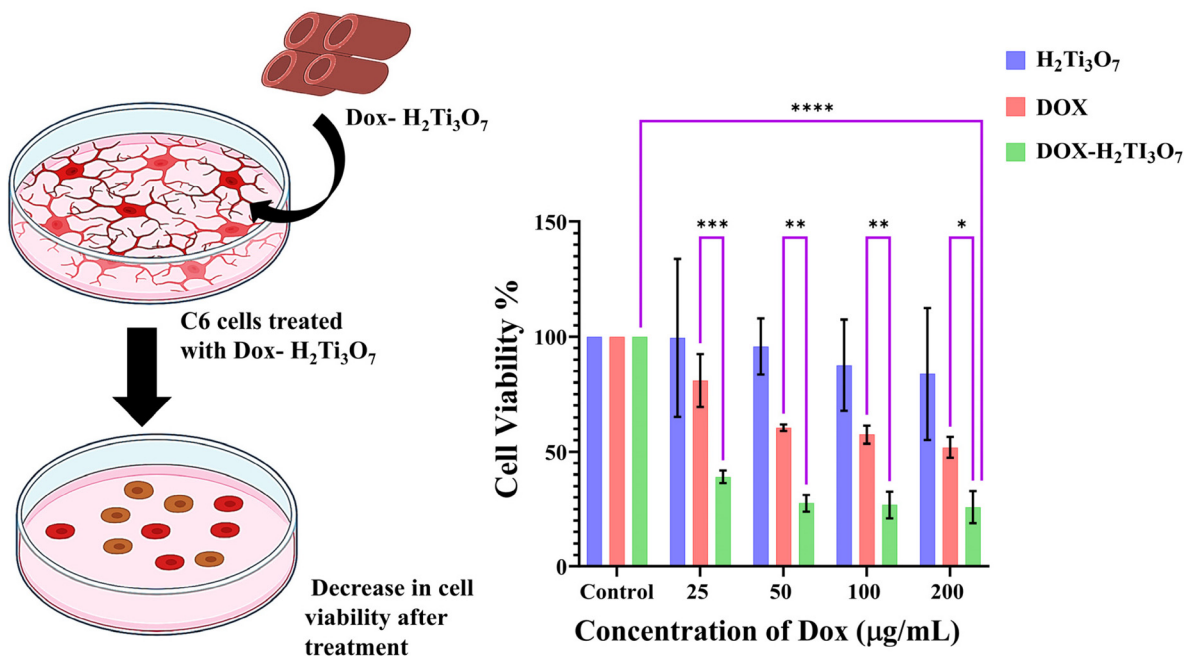 Dox- H₂Ti₃O₇
C6 cells treated
with Dox- H₂Ti₃O₇
Decrease in cell
viability after
treatment
H₂Ti₃O₇
DOX
DOX-H₂TI₃O₇
****
***
**
**
*
Cell Viability %
150
100
50
0
Control 25 50 100 200
Concentration of Dox (μg/mL)